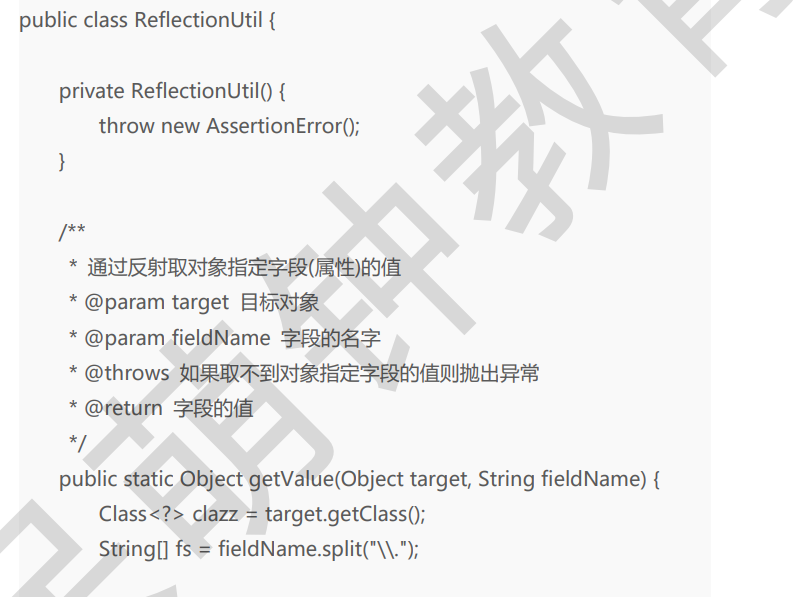 public class ReflectionUtil {
private ReflectionUtil() {
throw new AssertionError();
}
/**
* 通过反射取对象指定字段(属性)的值
* @param target 目标对象
* @param fieldName 字段的名字
* @throws 如果取不到对象指定字段的值则抛出异常
* @return 字段的值
*/
public static Object getValue(Object target, String fieldName) {
Class<?> clazz = target.getClass();
String[] fs = fieldName.split("\\.");
萌钟教